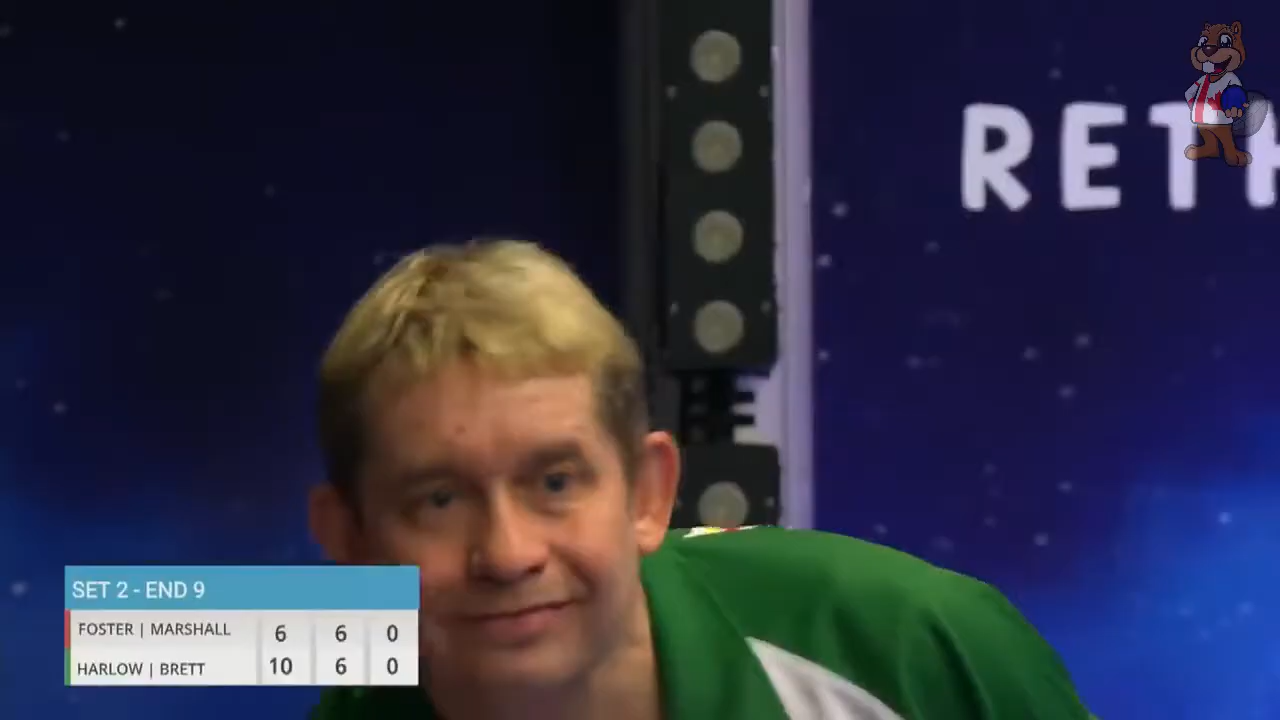 RETH
SET 2 - END 9
FOSTER | MARSHALL 6 6 0
HARLOW | BRETT 10 6 0